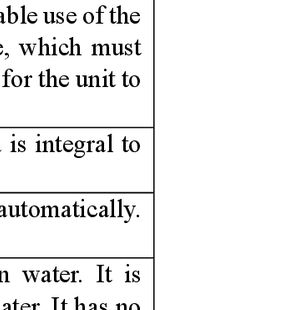 able use of the
which must
for the unit to
is integral to
automatically.
water. It is
It has no